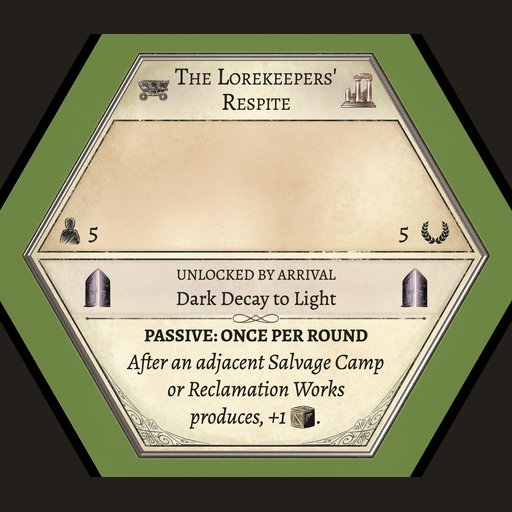 The Lorekeepers'
Respite
5 5
UNLOCKED BY ARRIVAL
Dark Decay to Light
PASSIVE: ONCE PER ROUND
After an adjacent Salvage Camp
or Reclamation Works
produces, +1 .